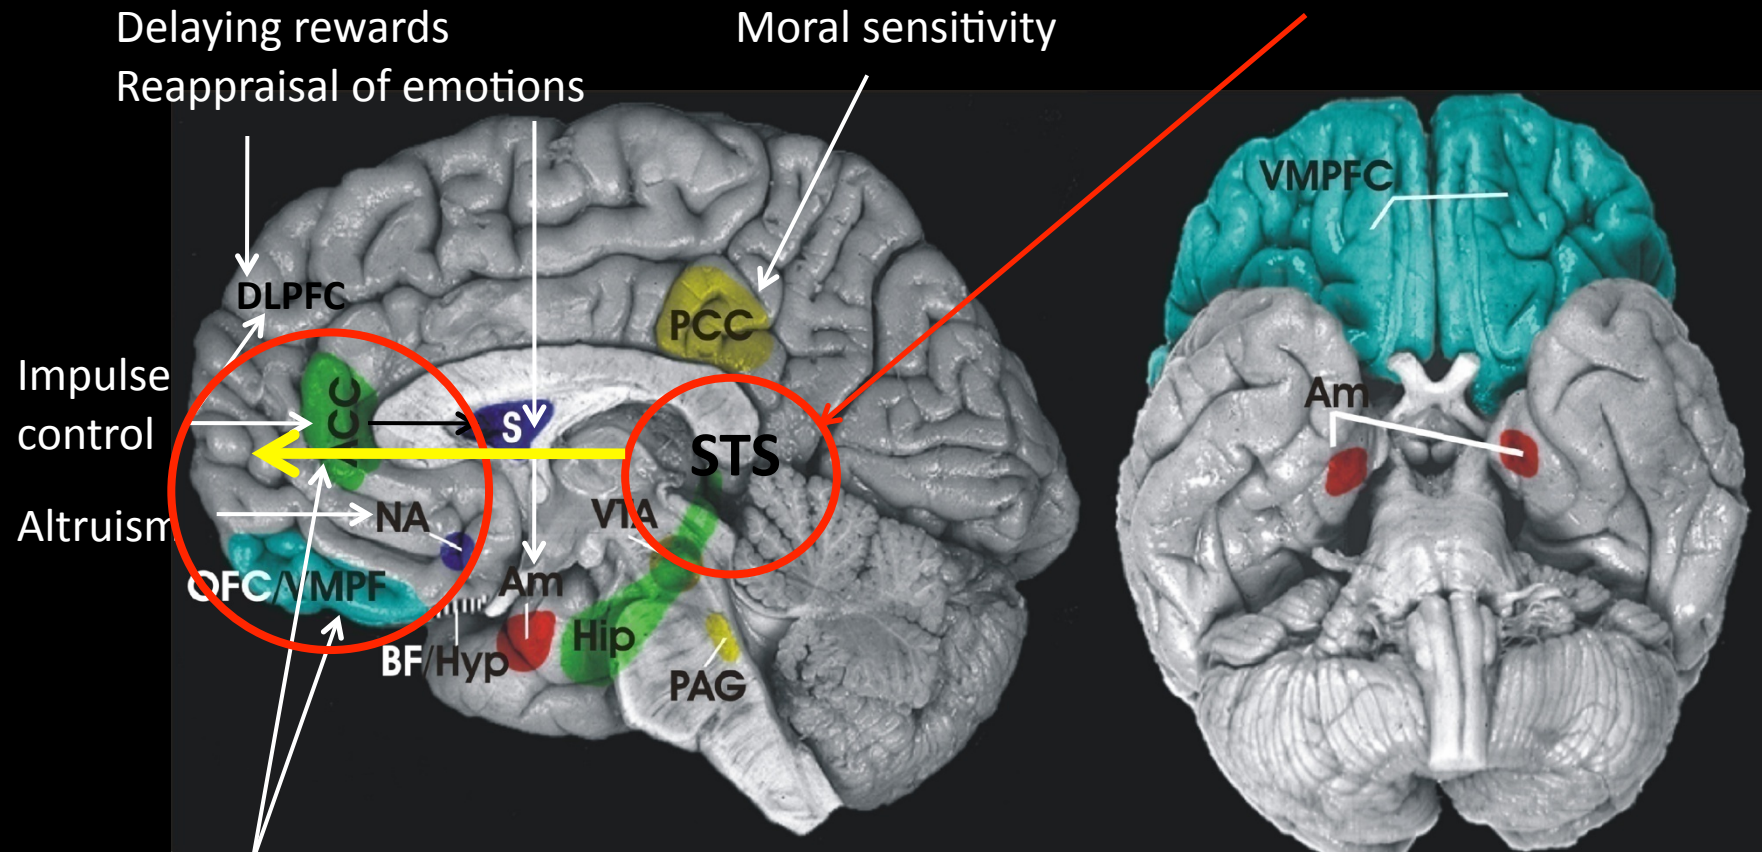 Delaying rewards
Reappraisal of emotions
Moral sensitivity
VMPFC
DLPFC
PCC
Impulse
control
ACC
S
Am
STS
Altruism
NA
VTA
OFC/VMPF
Am
BF/Hyp
Hip
PAG